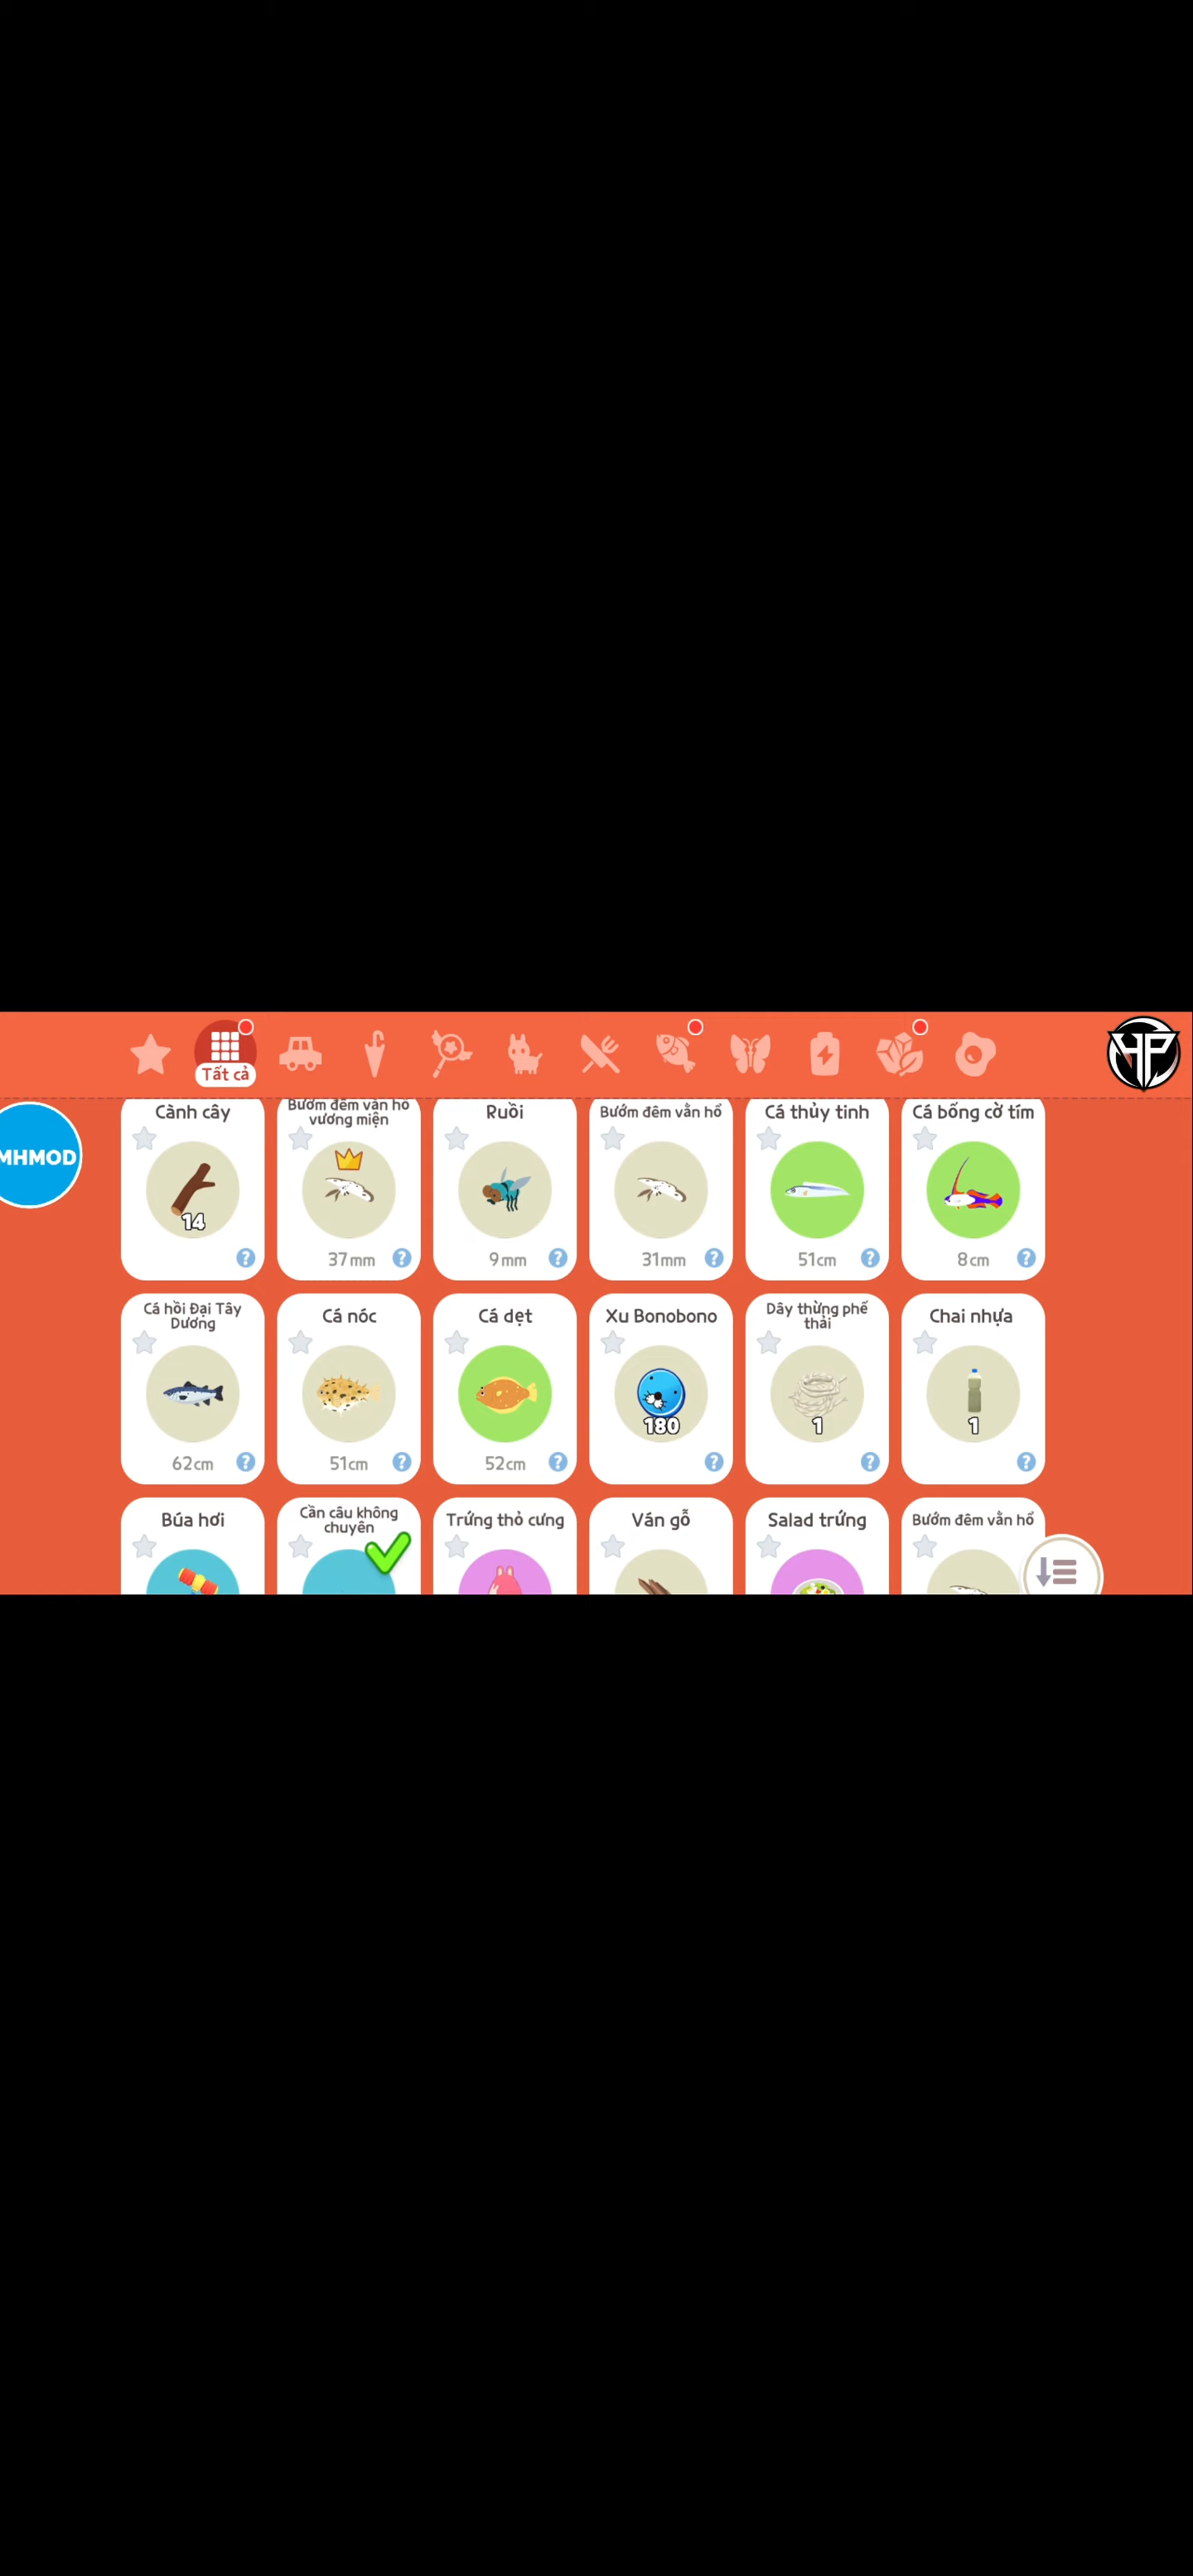 Tất cả
MHMOD
Cành cây
14
Bướm đêm vằn hổ
vương miện
37mm
Ruồi
9mm
Bướm đêm vằn hổ
31mm
Cá thủy tinh
51cm
Cá bống cờ tím
8cm
Cá hồi Đại Tây
Dương
62cm
Cá nóc
51cm
Cá dẹt
52cm
Xu Bonobono
180
Dây thừng phế
thải
1
Chai nhựa
1
Búa hơi
Cần câu không
chuyên
Trứng thỏ cưng
Ván gỗ
Salad trứng
Bướm đêm vằn hổ